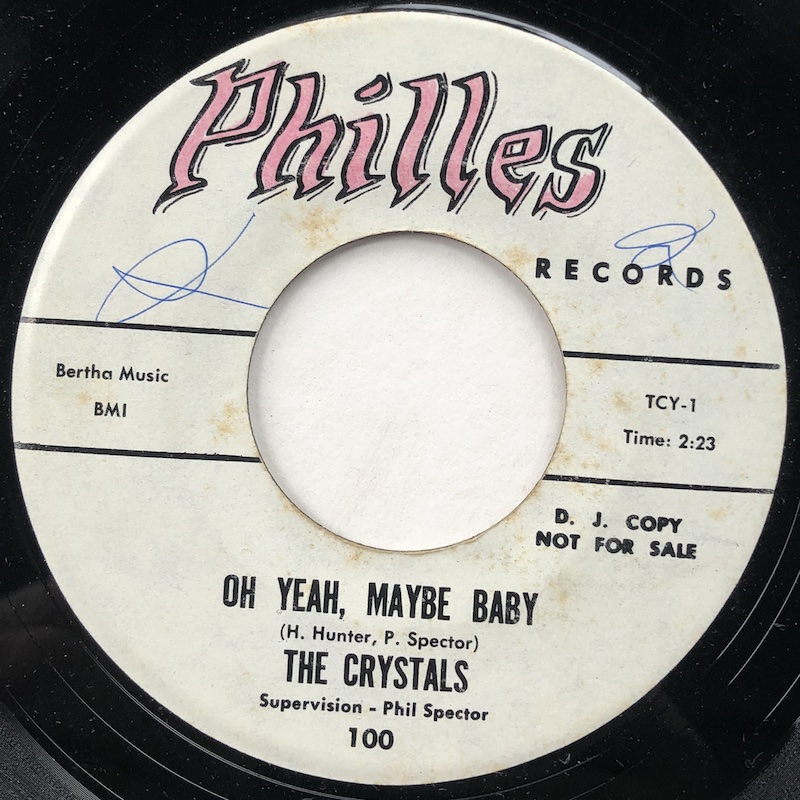 Philles
RECORDS
Bertha Music
BMI
TCY-1
Time: 2:23
D. J. COPY
NOT FOR SALE
OH YEAH, MAYBE BABY
(H. Hunter, P. Spector)
THE CRYSTALS
Supervision - Phil Spector
100